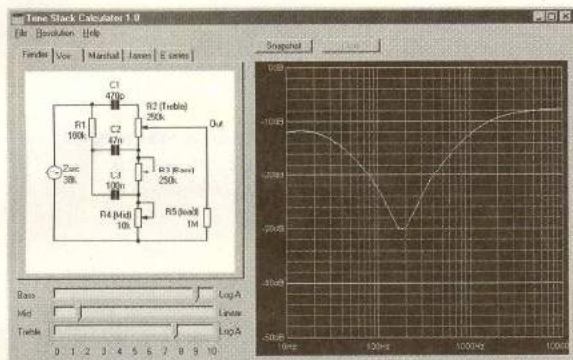 Tone Stack Calculator 1.0
File Resolution Help
Snapshot
Fender Vox Marshall James E series
C1
470p
R1
100k
R2 (Treble)
250k
Out
C2
47n
C3
100n
R3 (Bass)
250k
Zsrc
38k
R4 (Mid)
10k
R5 (load)
1M
Bass LogA
Mid Linear
Treble LogA
0 1 2 3 4 5 6 7 8 9 10
0dB
-10dB
-20dB
-30dB
-40dB
-50dB
10Hz 100Hz 1000Hz